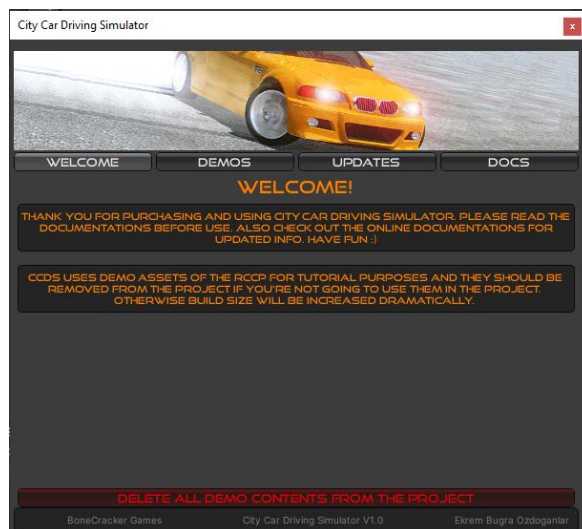 City Car Driving Simulator
x
WELCOME DEMOS UPDATES DOCS
WELCOME!
THANK YOU FOR PURCHASING AND USING CITY CAR DRIVING SIMULATOR. PLEASE READ THE
DOCUMENTATIONS BEFORE USE. ALSO CHECK OUT THE ONLINE DOCUMENTATIONS FOR
UPDATED INFO. HAVE FUN :)
CCDS USES DEMO ASSETS OF THE RCCP FOR TUTORIAL PURPOSES AND THEY SHOULD BE
REMOVED FROM THE PROJECT IF YOU'RE NOT GOING TO USE THEM IN THE PROJECT.
OTHERWISE BUILD SIZE WILL BE INCREASED DRAMATICALLY.
DELETE ALL DEMO CONTENTS FROM THE PROJECT
BoneCracker Games City Car Driving Simulator V1.0 Ekrem Bugra Ozdoganlar